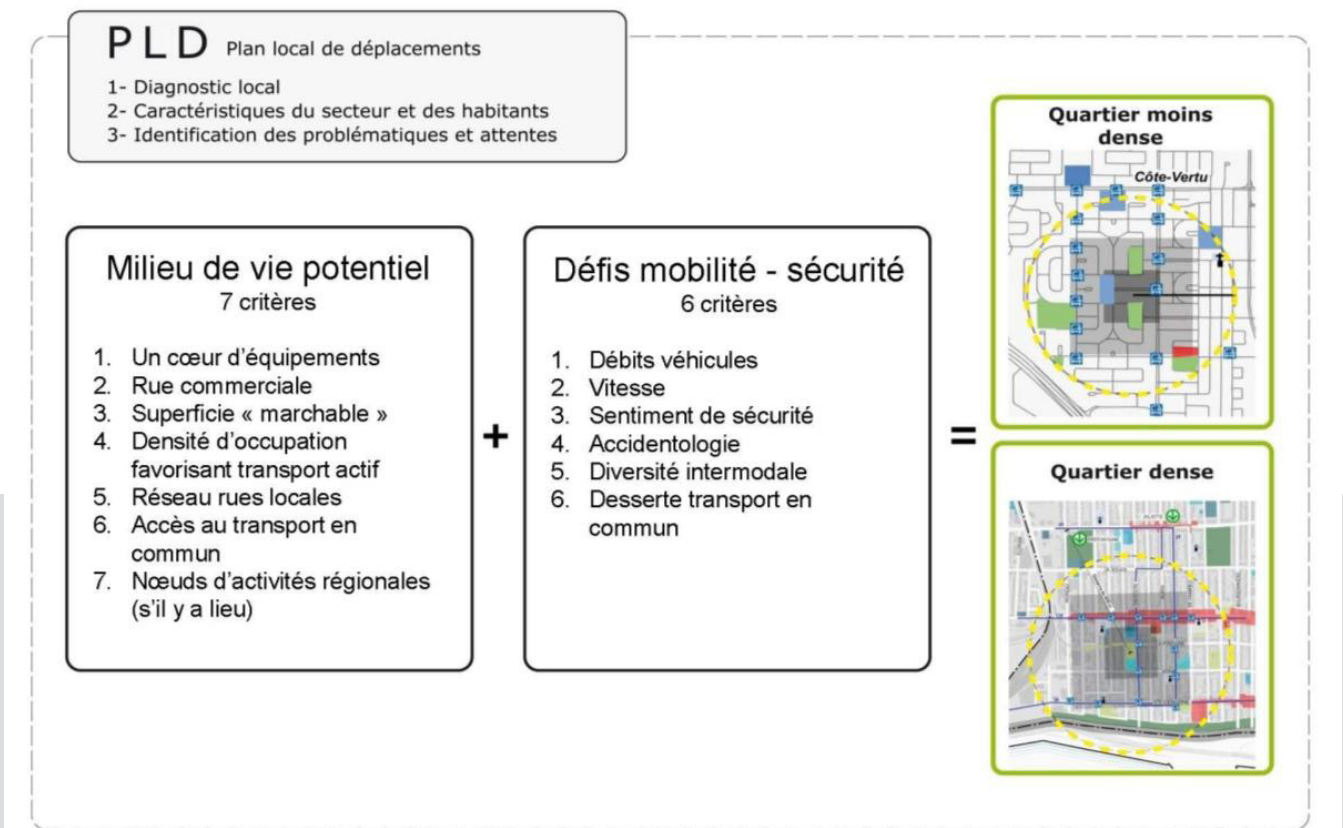 PLD Plan local de déplacements
1- Diagnostic local
2- Caractéristiques du secteur et des habitants
3- Identification des problématiques et attentes
Milieu de vie potentiel
7 critères
1. Un cœur d'équipements
2. Rue commerciale
3. Superficie « marchable »
4. Densité d'occupation
favorisant transport actif
5. Réseau rues locales
6. Accès au transport en
commun
7. Nœuds d'activités régionales
(s'il y a lieu)
+
Défis mobilité - sécurité
6 critères
1. Débits véhicules
2. Vitesse
3. Sentiment de sécurité
4. Accidentologie
5. Diversité intermodale
6. Desserte transport en
commun
=
Quartier moins
dense
Côte-Vertu
Quartier dense